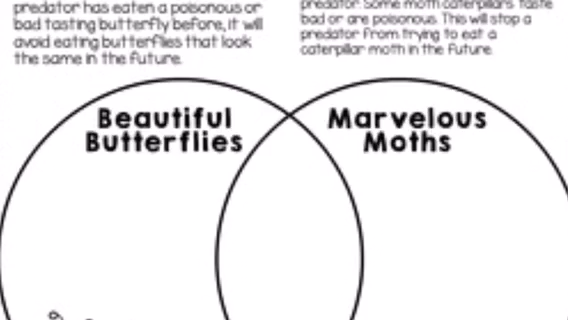 predator has eaten a poisonous or
bad tasting butterfly before, it will
avoid eating butterflies that look
the same in the future.
predator. Some moth caterpillars taste
bad or are poisonous. This will stop a
predator from trying to eat a
caterpillar moth in the future.
Beautiful
Butterflies
Marvelous
Moths